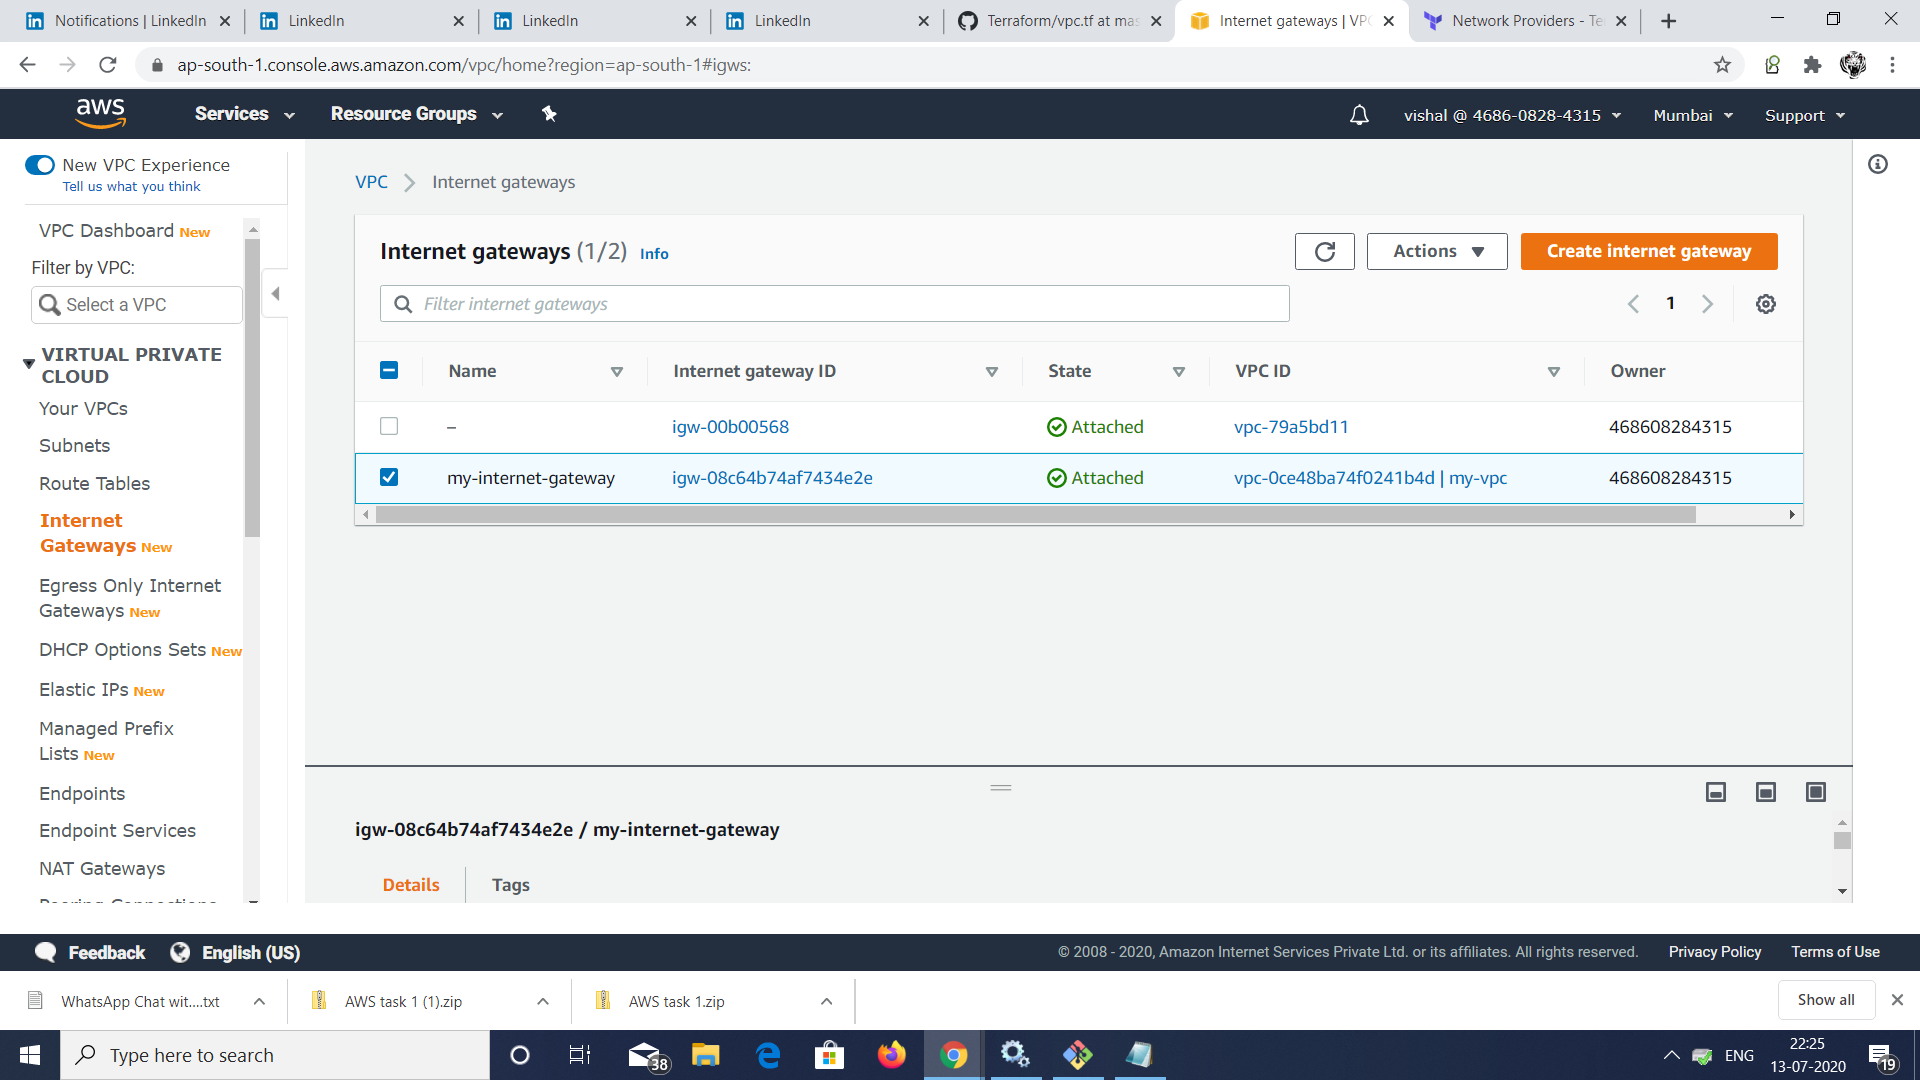 Notifications | LinkedIn
LinkedIn
LinkedIn
LinkedIn
Terraform/vpc.tf at mas
Internet gateways | VPC
Network Providers - Te
ap-south-1.console.aws.amazon.com/vpc/home?region=ap-south-1#igws:
aws
Services
Resource Groups
vishal @ 4686-0828-4315
Mumbai
Support
New VPC Experience
Tell us what you think
VPC Dashboard New
Filter by VPC:
Select a VPC
VIRTUAL PRIVATE
CLOUD
Your VPCs
Subnets
Route Tables
Internet
Gateways New
Egress Only Internet
Gateways New
DHCP Options Sets New
Elastic IPs New
Managed Prefix
Lists New
Endpoints
Endpoint Services
NAT Gateways
Peering Connections
VPC
Internet gateways
Internet gateways (1/2) Info
Actions
Create internet gateway
Filter internet gateways
1
Name Internet gateway ID State VPC ID Owner
– igw-00b00568 Attached vpc-79a5bd11 468608284315
my-internet-gateway igw-08c64b74af7434e2e Attached vpc-0ce48ba74f0241b4d | my-vpc 468608284315
igw-08c64b74af7434e2e / my-internet-gateway
Details
Tags
Feedback
English (US)
© 2008 - 2020, Amazon Internet Services Private Ltd. or its affiliates. All rights reserved.
Privacy Policy
Terms of Use
WhatsApp Chat wit....txt
AWS task 1 (1).zip
AWS task 1.zip
Show all
Type here to search
38
ENG
22:25
13-07-2020
19